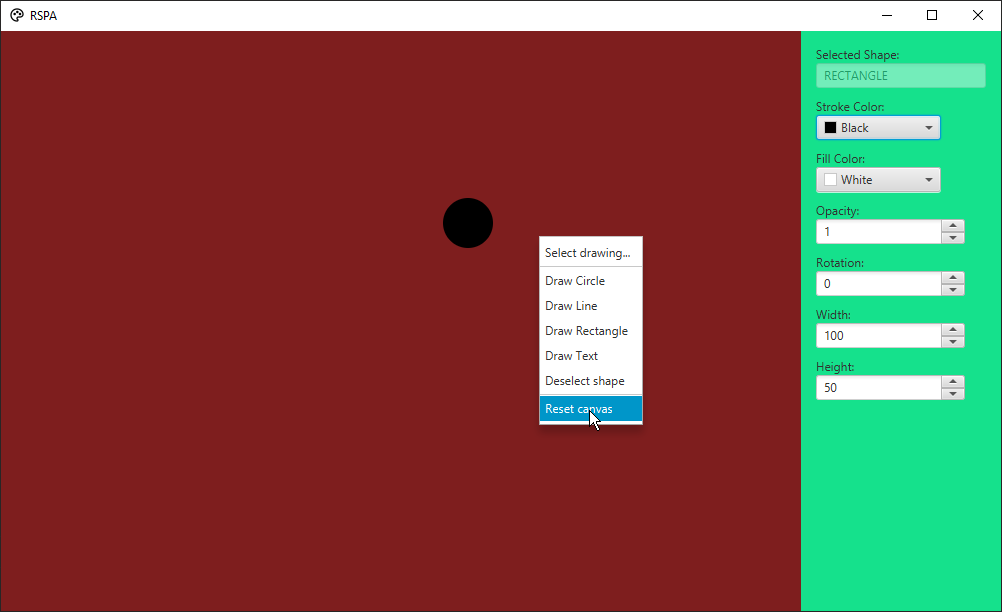 RSPA
Selected Shape:
RECTANGLE
Stroke Color:
Black
Fill Color:
White
Opacity:
1
Rotation:
0
Width:
100
Height:
50
Select drawing...
Draw Circle
Draw Line
Draw Rectangle
Draw Text
Deselect shape
Reset canvas